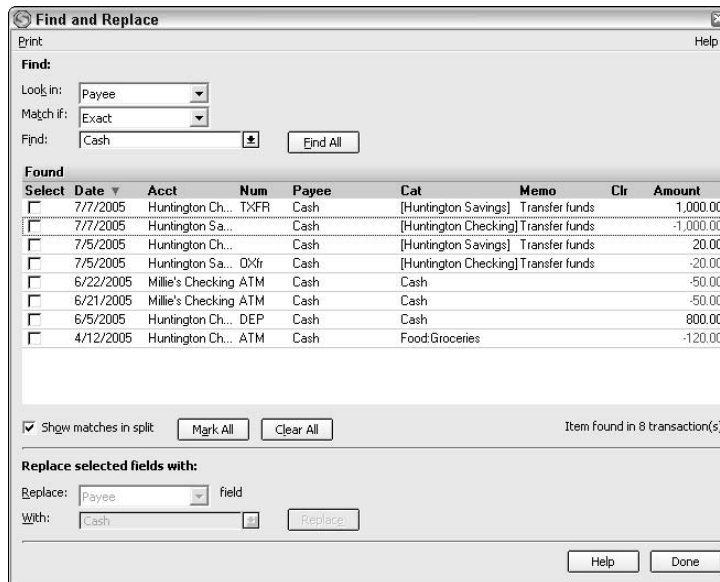 Find and Replace
Print Help
Find:
Look in: Payee
Match if: Exact
Find: Cash Find All
Found
Select Date Acct Num Payee Cat Memo Clr Amount
7/7/2005 Huntington Ch... TXFR Cash [Huntington Savings] Transfer funds 1,000.00
7/7/2005 Huntington Sa... Cash [Huntington Checking] Transfer funds -1,000.00
7/5/2005 Huntington Ch... Cash [Huntington Savings] Transfer funds 20.00
7/5/2005 Huntington Sa... OXfr Cash [Huntington Checking] Transfer funds -20.00
6/22/2005 Millie's Checking ATM Cash Cash -50.00
6/21/2005 Millie's Checking ATM Cash Cash -50.00
6/5/2005 Huntington Ch... DEP Cash Cash 800.00
4/12/2005 Huntington Ch... ATM Cash Food:Groceries -120.00
Show matches in split Mark All Clear All Item found in 8 transaction(s)
Replace selected fields with:
Replace: Payee field
With: Cash Replace
Help Done